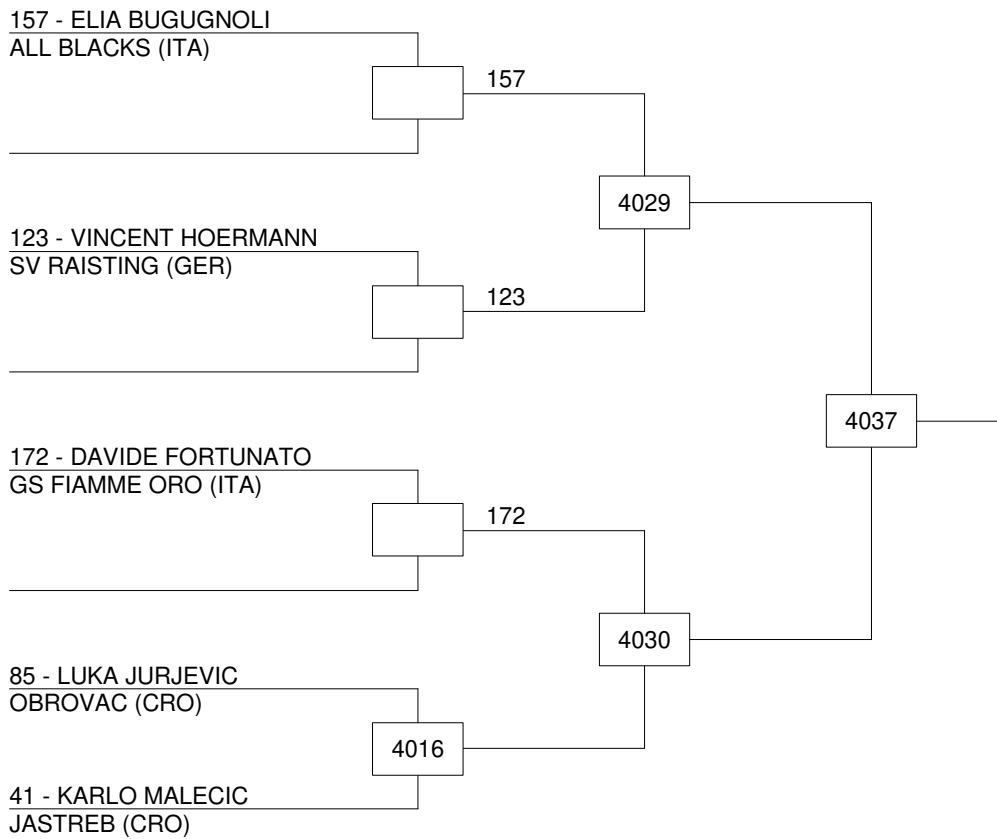 157 - ELIA BUGUGNOLI
ALL BLACKS (ITA)
157
4029
123 - VINCENT HOERMANN
SV RAISTING (GER)
123
4037
172 - DAVIDE FORTUNATO
GS FIAMME ORO (ITA)
172
4030
85 - LUKA JURJEVIC
OBROVAC (CRO)
4016
41 - KARLO MALECIC
JASTREB (CRO)